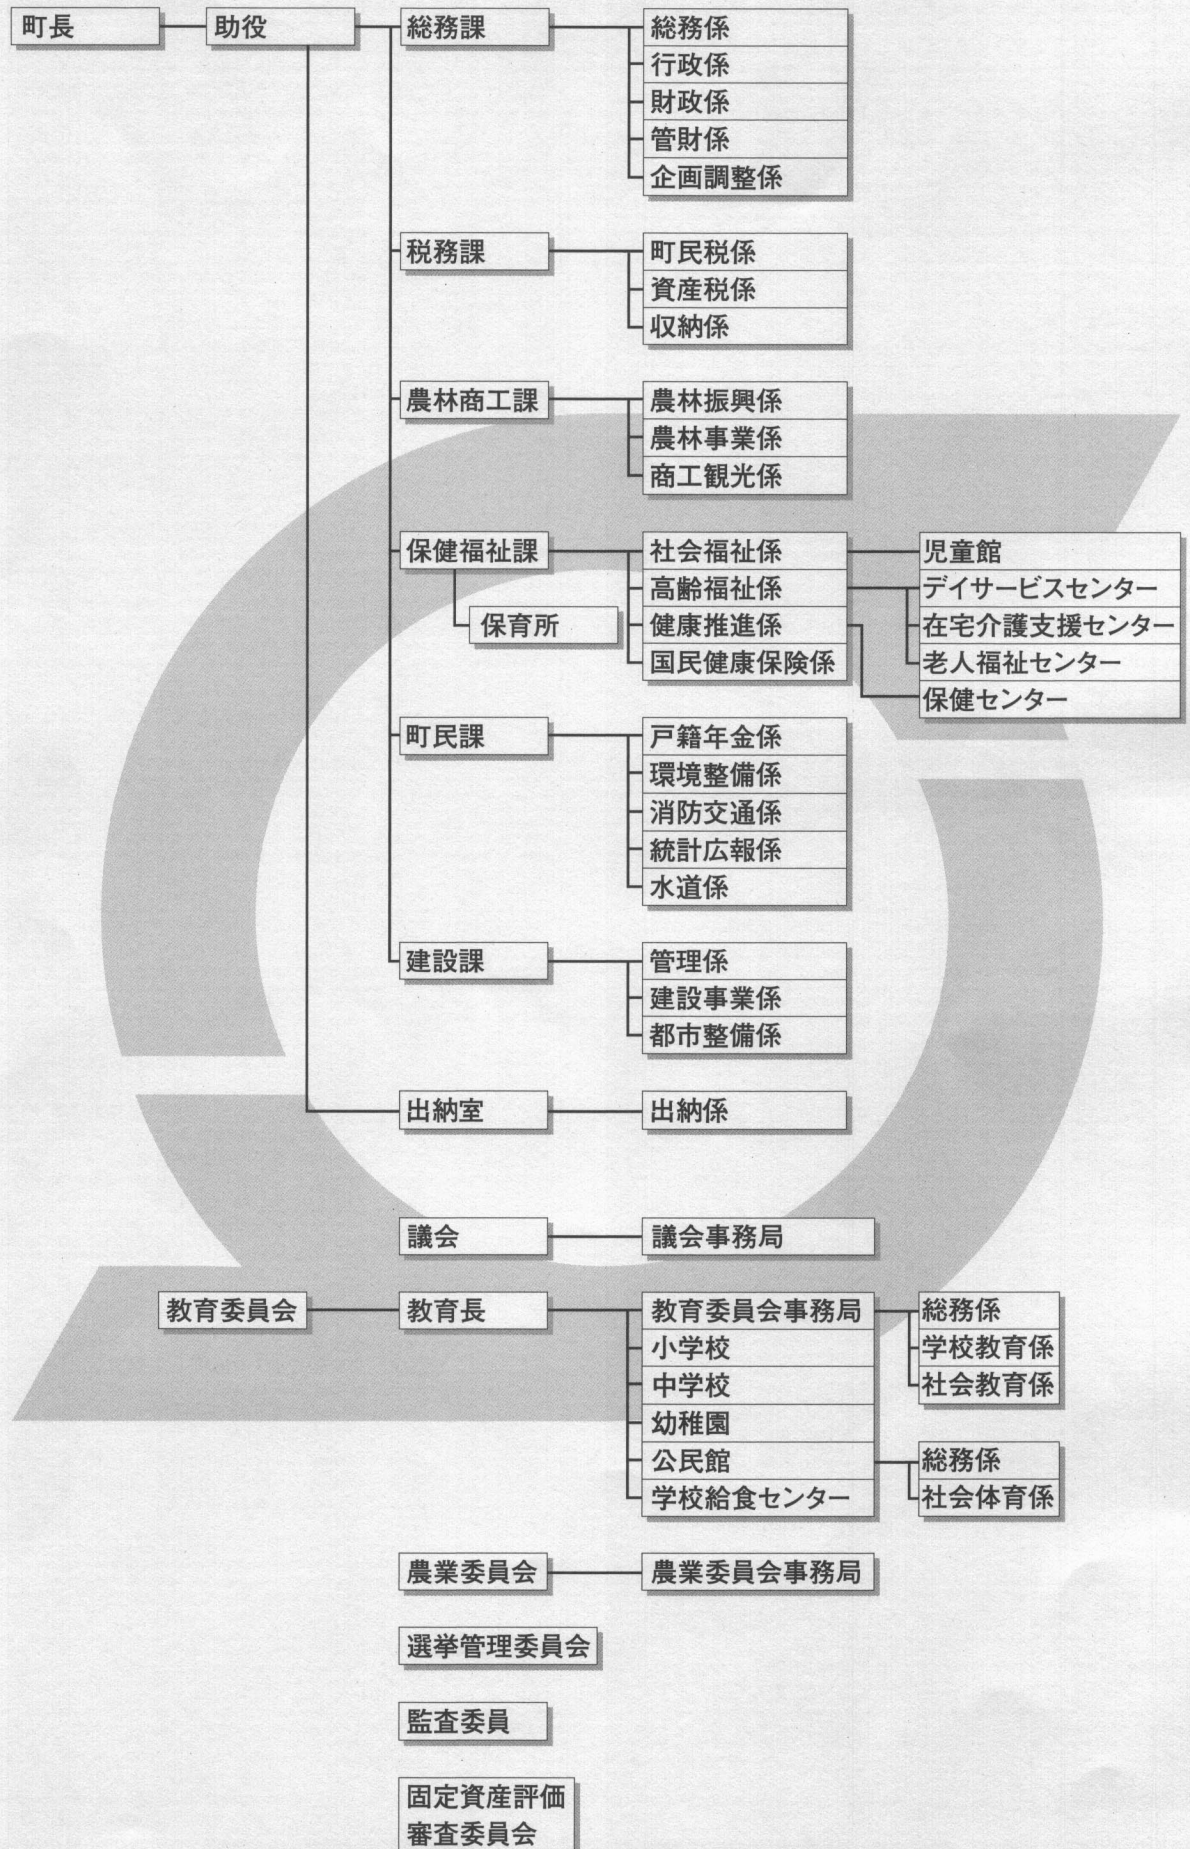 町長
助役
総務課
総務係
行政係
財政係
管財係
企画調整係
税務課
町民税係
資産税係
収納係
農林商工課
農林振興係
農林事業係
商工観光係
保健福祉課
保育所
社会福祉係
高齢福祉係
健康推進係
国民健康保険係
児童館
デイサービスセンター
在宅介護支援センター
老人福祉センター
保健センター
町民課
戸籍年金係
環境整備係
消防交通係
統計広報係
水道係
建設課
管理係
建設事業係
都市整備係
出納室
出納係
議会
議会事務局
教育委員会
教育長
教育委員会事務局
小学校
中学校
幼稚園
公民館
学校給食センター
総務係
学校教育係
社会教育係
総務係
社会体育係
農業委員会
農業委員会事務局
選挙管理委員会
監査委員
固定資産評価
審査委員会